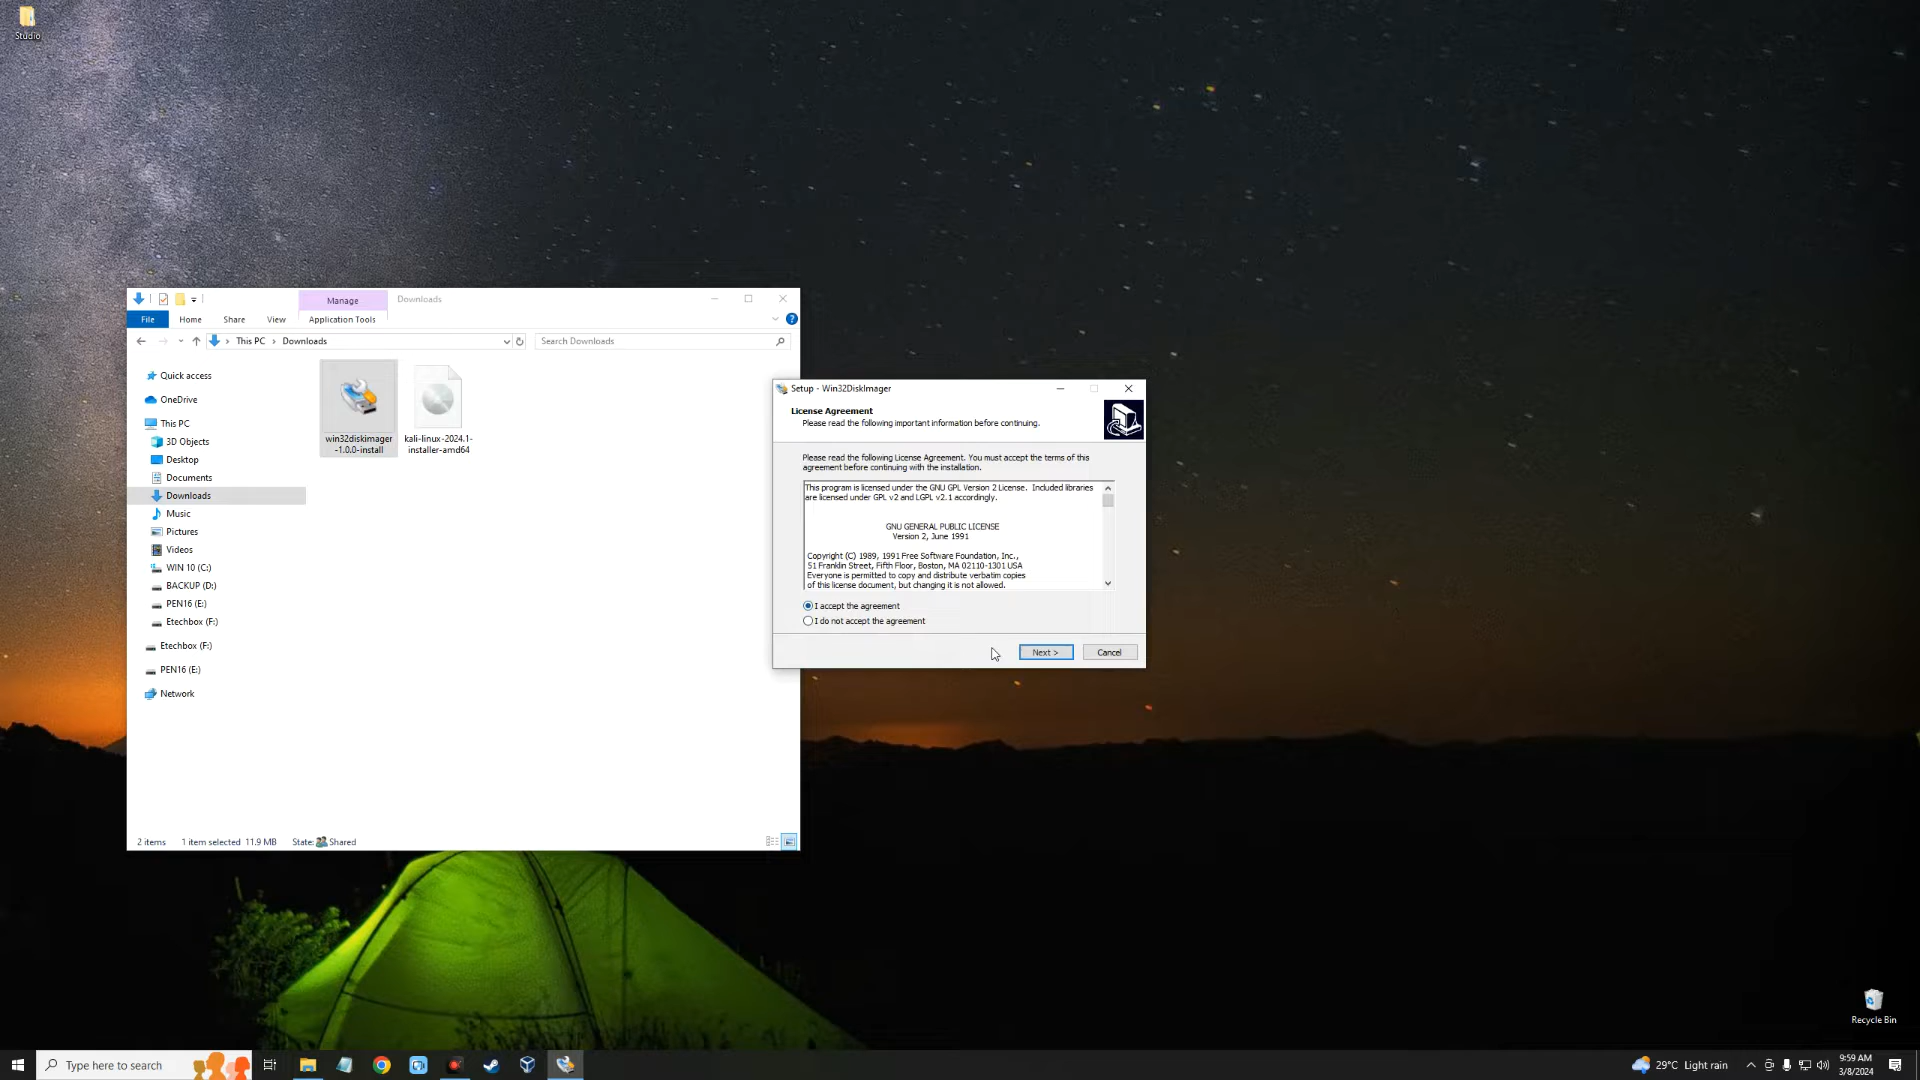 Studio
Manage
Downloads
File
Home
Share
View
Application Tools
This PC
Downloads
Search Downloads
Quick access
OneDrive
This PC
3D Objects
Desktop
Documents
Downloads
Music
Pictures
Videos
WIN 10 (C:)
BACKUP (D:)
PEN16 (E:)
Etechbox (F:)
Etechbox (F:)
PEN16 (E:)
Network
win32diskimager
-1.0.0-install
kali-linux-2024.1-
installer-amd64
2 items
1 item selected 11.9 MB
State:
Shared
Setup - Win32DiskImager
License Agreement
Please read the following important information before continuing.
Please read the following License Agreement. You must accept the terms of this
agreement before continuing with the installation.
This program is licensed under the GNU GPL Version 2 License. Included libraries
are licensed under GPL v2 and LGPL v2.1 accordingly.
GNU GENERAL PUBLIC LICENSE
Version 2, June 1991
Copyright (C) 1989, 1991 Free Software Foundation, Inc.,
51 Franklin Street, Fifth Floor, Boston, MA 02110-1301 USA
Everyone is permitted to copy and distribute verbatim copies
of this license document, but changing it is not allowed.
I accept the agreement
I do not accept the agreement
Next >
Cancel
Recycle Bin
Type here to search
29°C Light rain
9:59 AM
3/8/2024